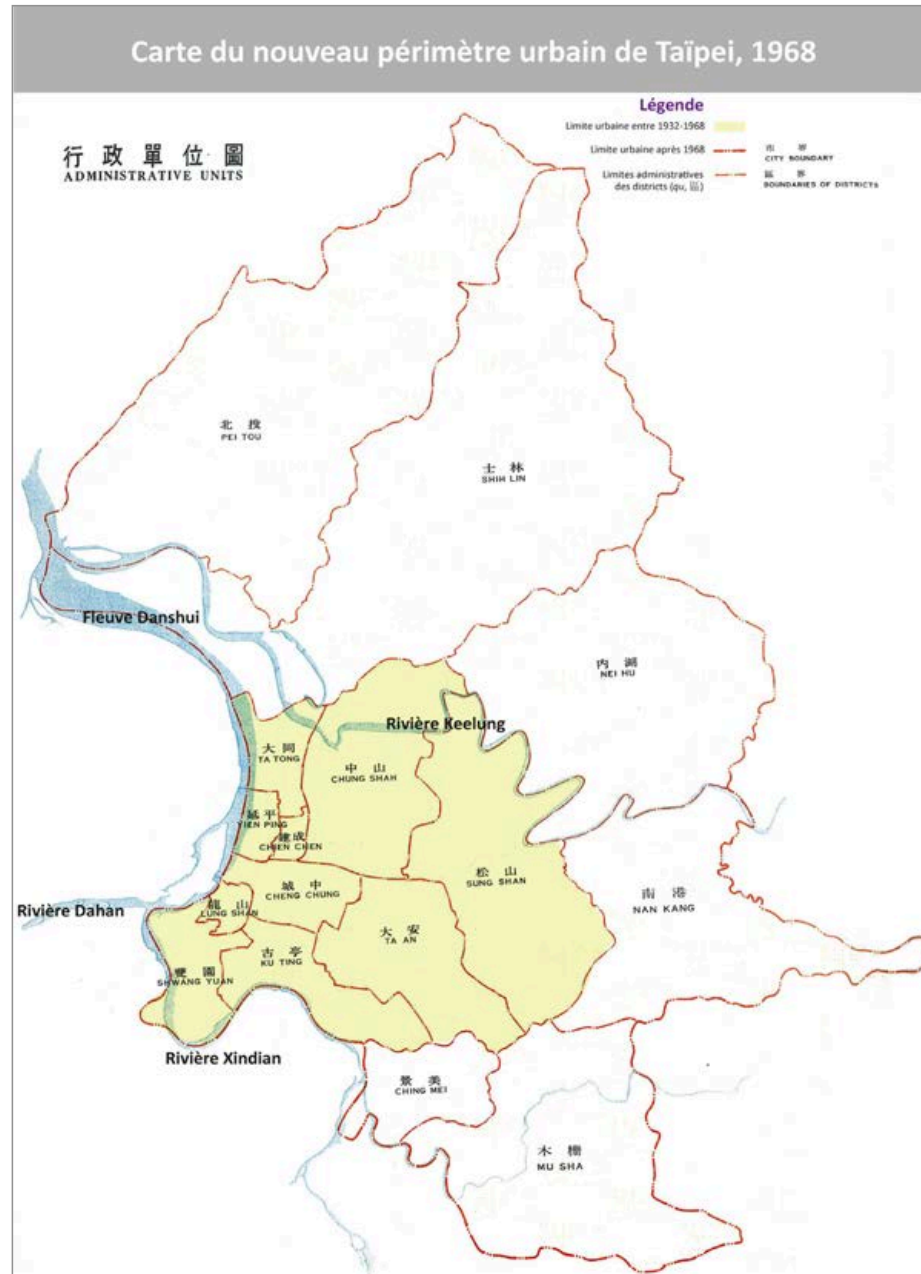 Carte du nouveau périmètre urbain de Taïpei, 1968
Légende
Limite urbaine entre 1932-1968
Limite urbaine après 1968
市界
CITY BOUNDARY
Limites administratives
des districts (qu, 區)
區界
BOUNDARIES OF DISTRICTS
行政單位圖
ADMINISTRATIVE UNITS
北投
PEI TOU
士林
SHIH LIN
Fleuve Danshui
内湖
NEI HU
Rivière Keelung
大同
TA TONG
中山
CHUNG SHAH
延平
YIEN PING
建成
CHIEN CHEN
松山
SUNG SHAN
城中
CHENG CHUNG
南港
NAN KANG
龍山
LUNG SHAN
Rivière Dahan
大安
TA AN
古亭
KU TING
雙園
SHWANG YUAN
Rivière Xindian
景美
CHING MEI
木柵
MU SHA